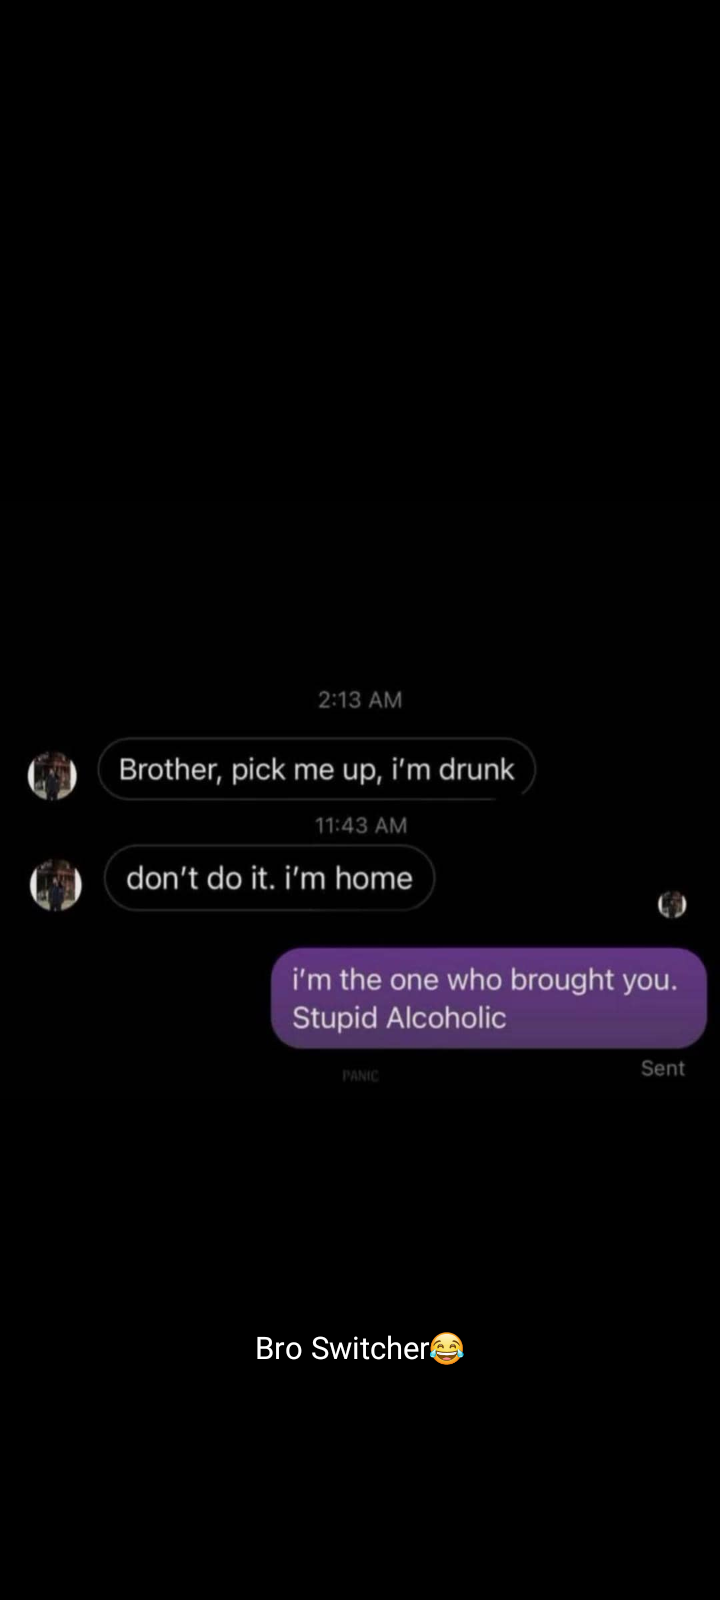 2:13 AM
Brother, pick me up, i'm drunk
11:43 AM
don't do it. i'm home
i'm the one who brought you.
Stupid Alcoholic
Sent
PANIC
Bro Switcher😂